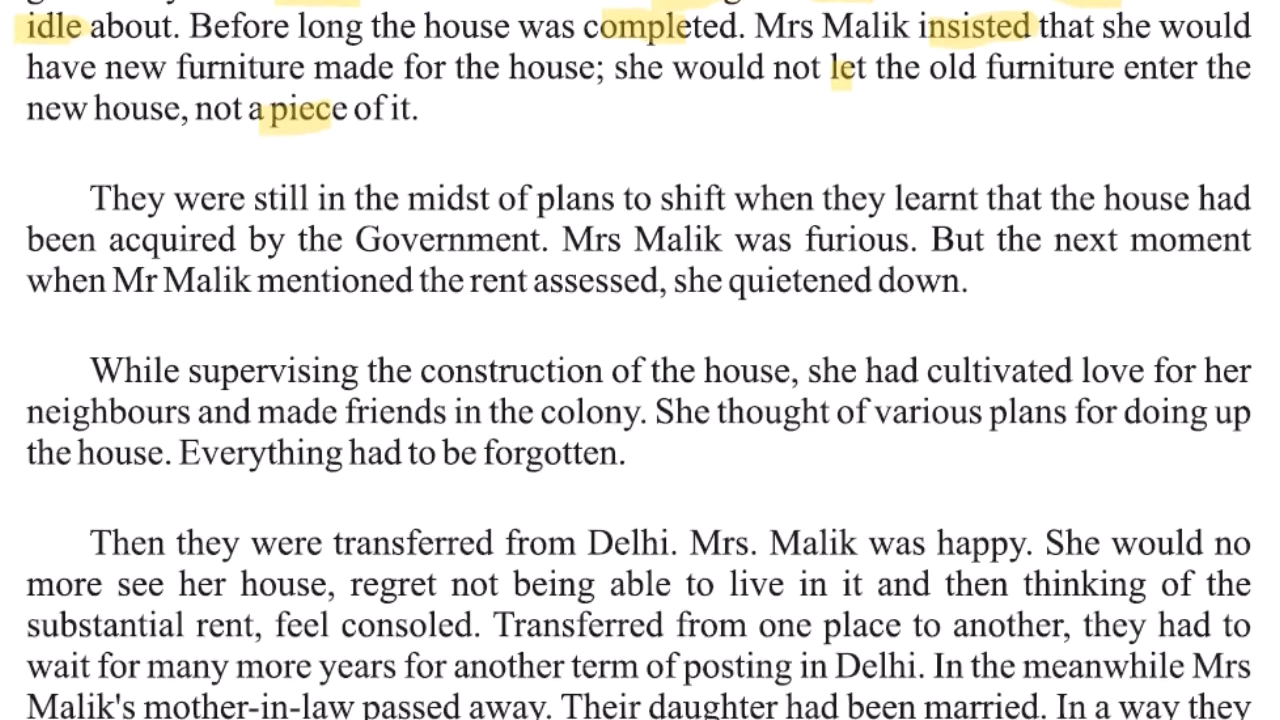 idle about. Before long the house was completed. Mrs Malik insisted that she would
have new furniture made for the house; she would not let the old furniture enter the
new house, not a piece of it.
They were still in the midst of plans to shift when they learnt that the house had
been acquired by the Government. Mrs Malik was furious. But the next moment
when Mr Malik mentioned the rent assessed, she quietened down.
While supervising the construction of the house, she had cultivated love for her
neighbours and made friends in the colony. She thought of various plans for doing up
the house. Everything had to be forgotten.
Then they were transferred from Delhi. Mrs. Malik was happy. She would no
more see her house, regret not being able to live in it and then thinking of the
substantial rent, feel consoled. Transferred from one place to another, they had to
wait for many more years for another term of posting in Delhi. In the meanwhile Mrs
Malik's mother-in-law passed away. Their daughter had been married. In a way they